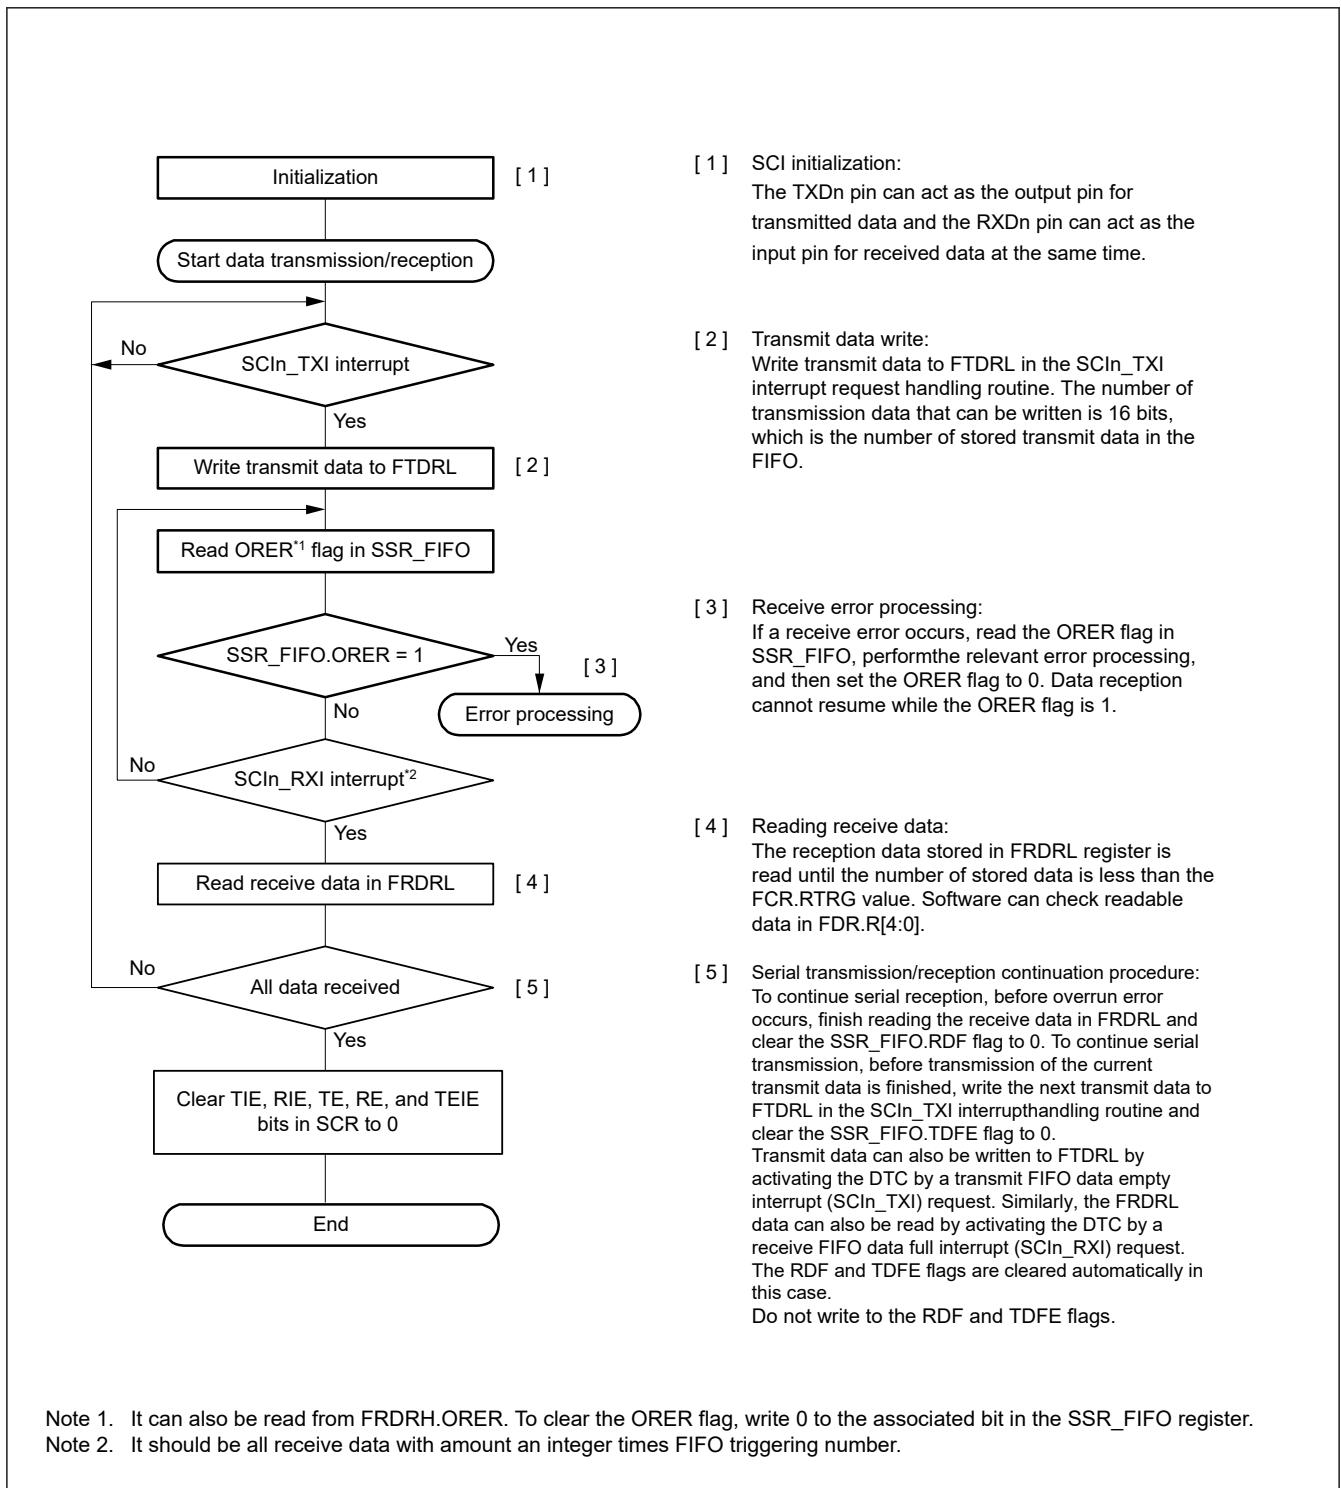 Initialization
[ 1 ]
Start data transmission/reception
No
SCIn_TXI interrupt
Yes
Write transmit data to FTDRL
[ 2 ]
Read ORER*1 flag in SSR_FIFO
SSR_FIFO.ORER = 1
Yes
[ 3 ]
No
Error processing
No
SCIn_RXI interrupt*2
Yes
Read receive data in FRDRL
[ 4 ]
No
All data received
[ 5 ]
Yes
Clear TIE, RIE, TE, RE, and TEIE
bits in SCR to 0
End
[ 1 ] SCI initialization:
The TXDn pin can act as the output pin for
transmitted data and the RXDn pin can act as the
input pin for received data at the same time.
[ 2 ] Transmit data write:
Write transmit data to FTDRL in the SCIn_TXI
interrupt request handling routine. The number of
transmission data that can be written is 16 bits,
which is the number of stored transmit data in the
FIFO.
[ 3 ] Receive error processing:
If a receive error occurs, read the ORER flag in
SSR_FIFO, performthe relevant error processing,
and then set the ORER flag to 0. Data reception
cannot resume while the ORER flag is 1.
[ 4 ] Reading receive data:
The reception data stored in FRDRL register is
read until the number of stored data is less than the
FCR.RTRG value. Software can check readable
data in FDR.R[4:0].
[ 5 ] Serial transmission/reception continuation procedure:
To continue serial reception, before overrun error
occurs, finish reading the receive data in FRDRL and
clear the SSR_FIFO.RDF flag to 0. To continue serial
transmission, before transmission of the current
transmit data is finished, write the next transmit data to
FTDRL in the SCIn_TXI interrupthandling routine and
clear the SSR_FIFO.TDFE flag to 0.
Transmit data can also be written to FTDRL by
activating the DTC by a transmit FIFO data empty
interrupt (SCIn_TXI) request. Similarly, the FRDRL
data can also be read by activating the DTC by a
receive FIFO data full interrupt (SCIn_RXI) request.
The RDF and TDFE flags are cleared automatically in
this case.
Do not write to the RDF and TDFE flags.
Note 1. It can also be read from FRDRH.ORER. To clear the ORER flag, write 0 to the associated bit in the SSR_FIFO register.
Note 2. It should be all receive data with amount an integer times FIFO triggering number.